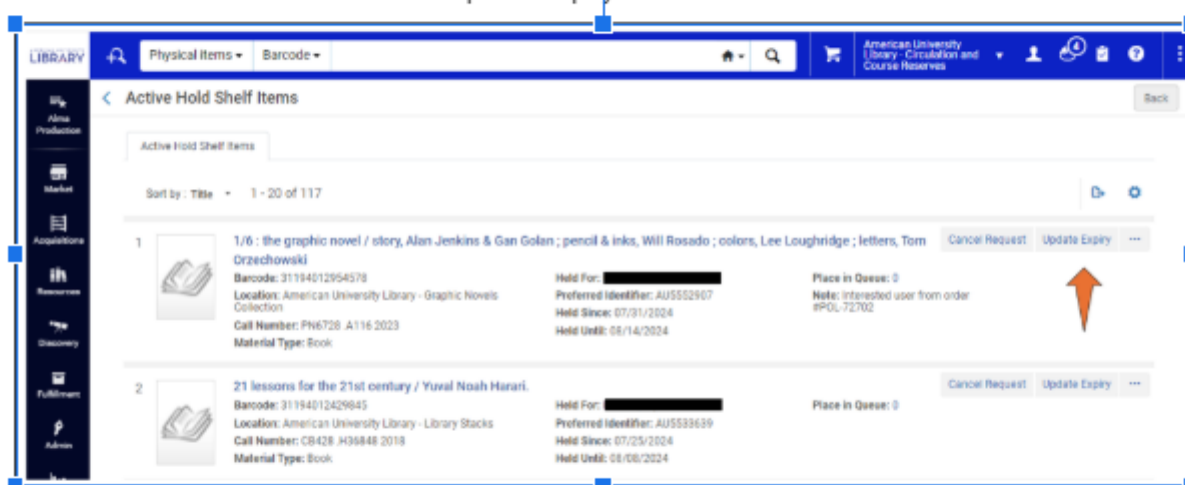 LIBRARY
Physical items
Barcode
American University
Library - Circulation and
Course Reserves
4
Active Hold Shelf Items
Back
Alma
Production
Active Hold Shelf Items
Market
Sort by : Title
1 - 20 of 117
Acquisitions
1
1/6 : the graphic novel / story, Alan Jenkins & Gan Golan ; pencil & inks, Will Rosado ; colors, Lee Loughridge ; letters, Tom
Orzechowski
Cancel Request
Update Expiry
Barcode: 31194012954578
Held For:
Place in Queue: 0
Location: American University Library - Graphic Novels
Collection
Preferred Identifier: AU5552907
Note: Interested user from order
#POL-72702
Held Since: 07/31/2024
Call Number: PN6728 .A116 2023
Held Until: 08/14/2024
Material Type: Book
Resources
Discovery
Fulfillment
Admin
2
21 lessons for the 21st century / Yuval Noah Harari.
Cancel Request
Update Expiry
Barcode: 31194012429845
Held For:
Place in Queue: 0
Location: American University Library - Library Stacks
Preferred Identifier: AU5533639
Call Number: CB428 .H36848 2018
Held Since: 07/25/2024
Material Type: Book
Held Until: 08/08/2024